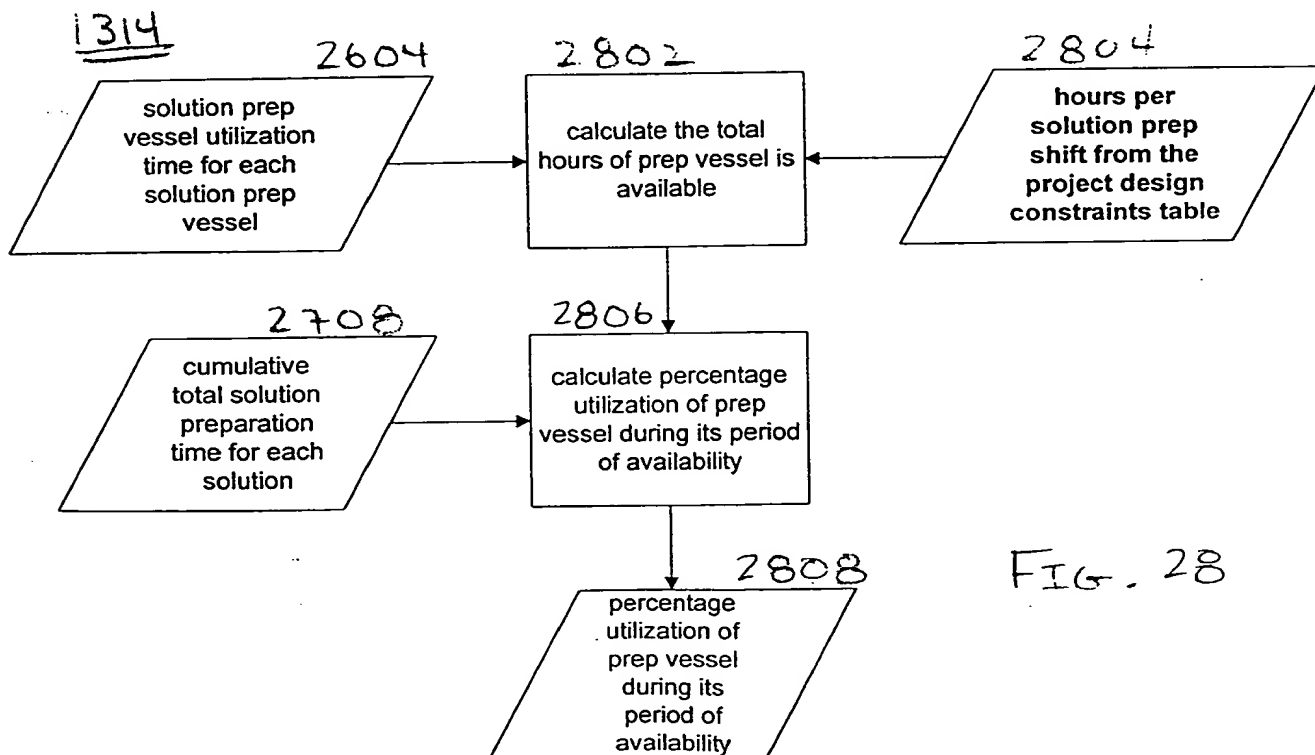 1314
2604
solution prep
vessel utilization
time for each
solution prep
vessel
2802
calculate the total
hours of prep vessel is
available
2804
hours per
solution prep
shift from the
project design
constraints table
2708
cumulative
total solution
preparation
time for each
solution
2806
calculate percentage
utilization of prep
vessel during its period
of availability
2808
percentage
utilization of
prep vessel
during its
period of
availability
FIG. 28